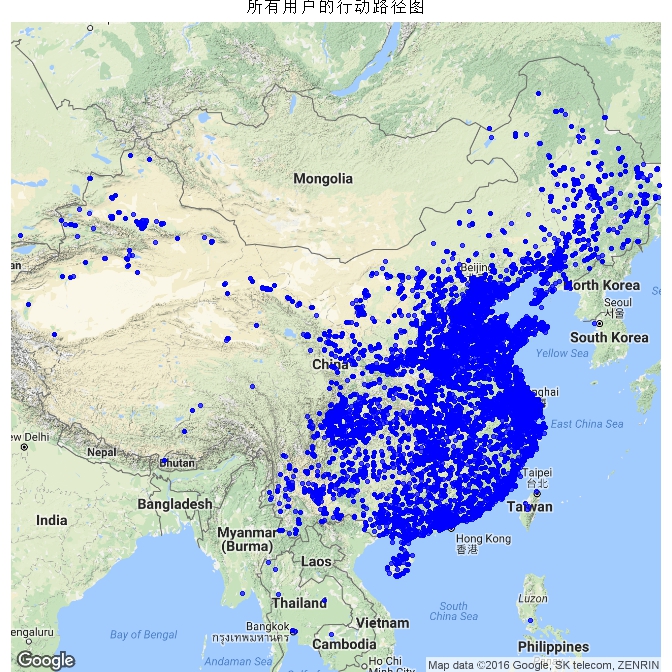 所有用户的行动路径图
Mongolia
Beijing
North Korea
Seoul
서울
South Korea
Yellow Sea
China
East China Sea
New Delhi
Nepal
Bhutan
Taipei
台北
Taiwan
Bangladesh
India
Myanmar
(Burma)
Hong Kong
香港
Laos
Luzon
South
China Sea
Thailand
Bay of Bengal
Bangkok
กรุงเทพมหานคร
Vietnam
Cambodia
Andaman Sea
Philippines
Ho Chi
Google
Map data ©2016 Google, SK telecom, ZENRIN